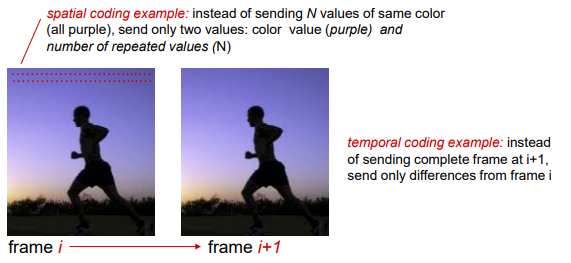 spatial coding example: instead of sending N values of same color
(all purple), send only two values: color value (purple) and
number of repeated values (N)
temporal coding example: instead
of sending complete frame at i+1,
send only differences from frame i
frame i
frame i+1